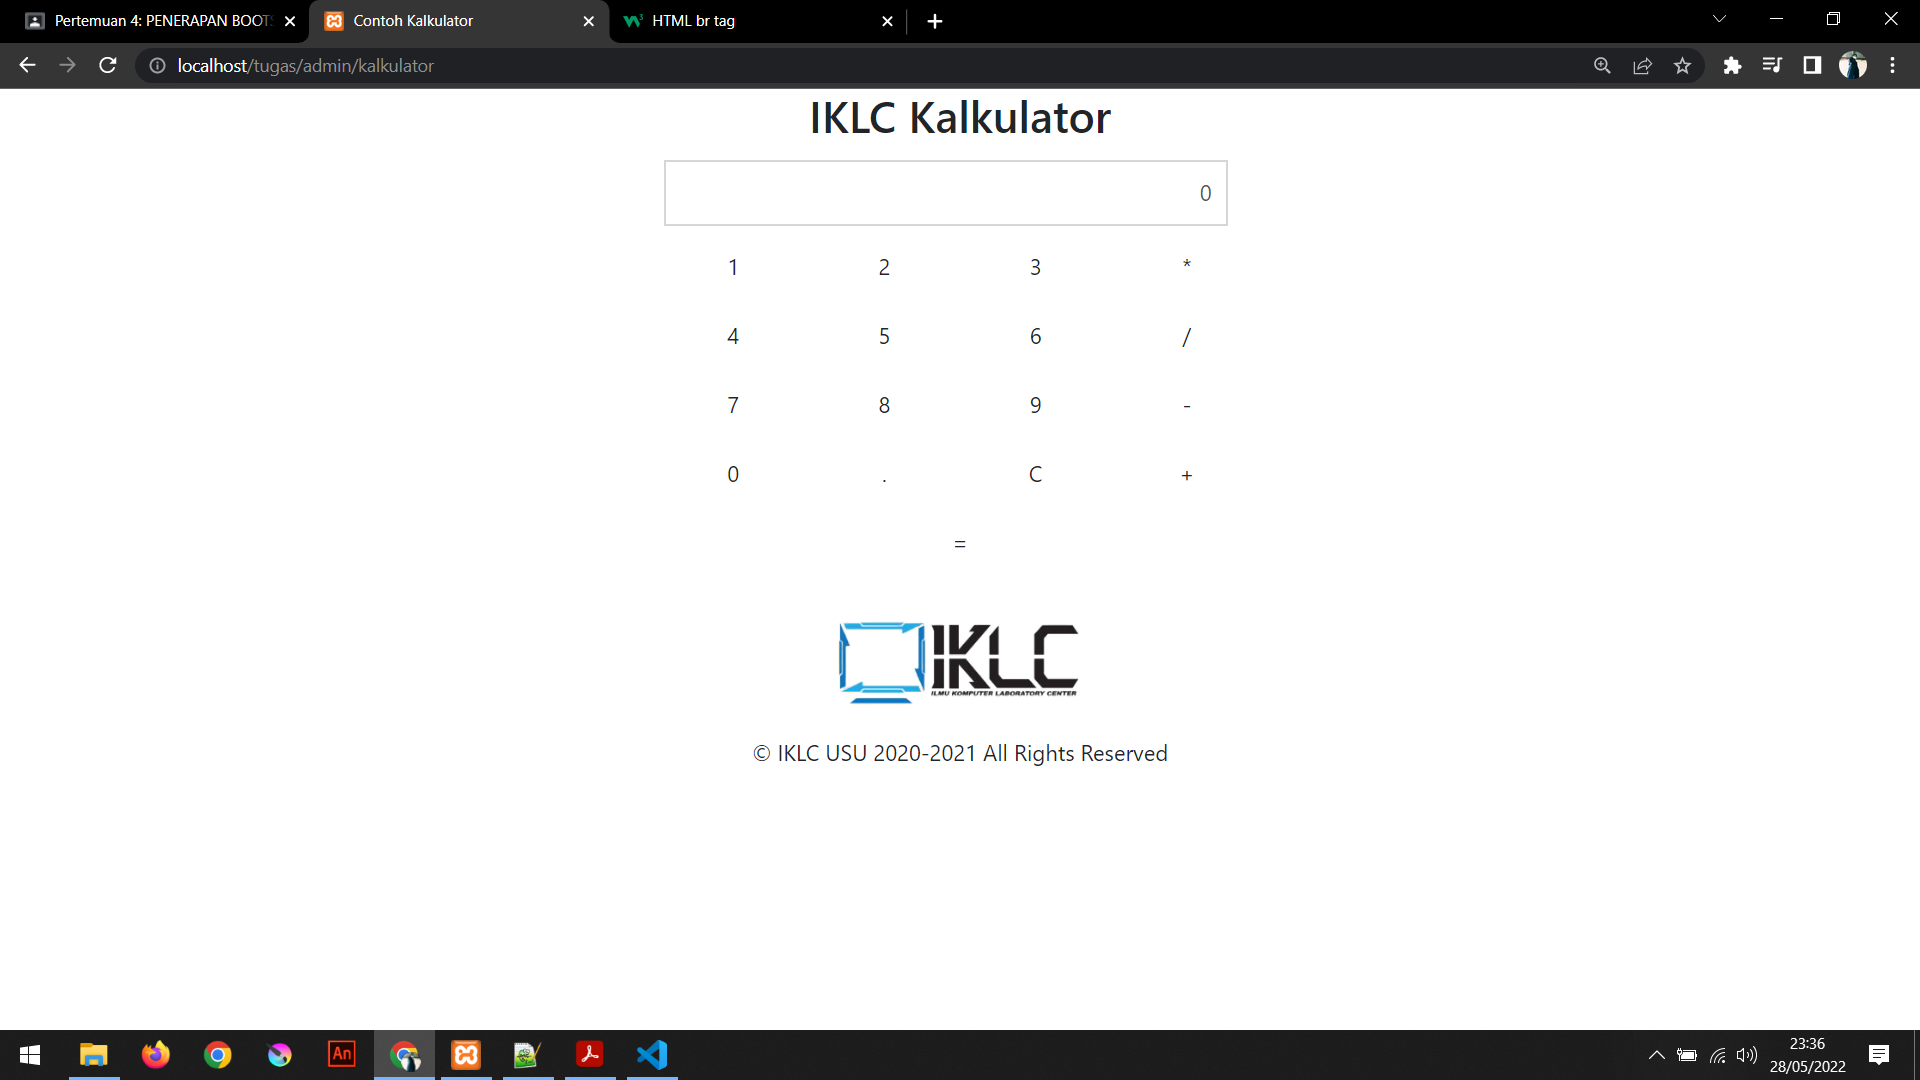 Pertemuan 4: PENERAPAN BOOTS
Contoh Kalkulator
HTML br tag
localhost/tugas/admin/kalkulator
IKLC Kalkulator
0
1 2 3 *
4 5 6 /
7 8 9 -
0 . C +
=
IKLC
ILMU KOMPUTER LABORATORY CENTER
© IKLC USU 2020-2021 All Rights Reserved
An
23:36
28/05/2022